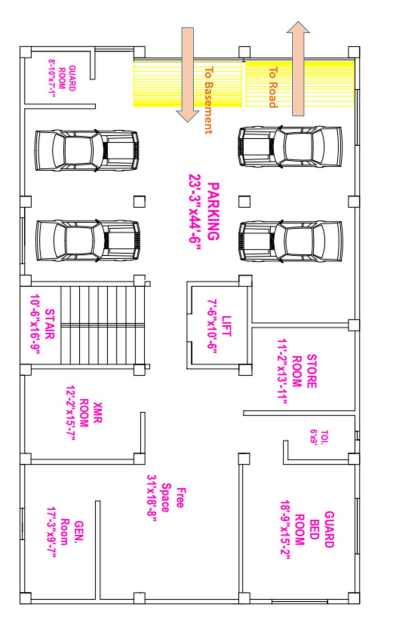 GUARD
ROOM
8'-10"x7'-1"
To Basement
To Road
PARKING
23'-3"x44'-6"
STAIR
10'-6"x16'-9"
LIFT
7'-6"x10'-6"
STORE
ROOM
11'-2"x13'-11"
XMR
ROOM
12'-2"x15'-7"
TOI.
6'x9'
Free
Space
31'x18'-8"
GEN.
Room
17'-3"x9'-7"
GUARD
BED
ROOM
18'-9"x15'-2"